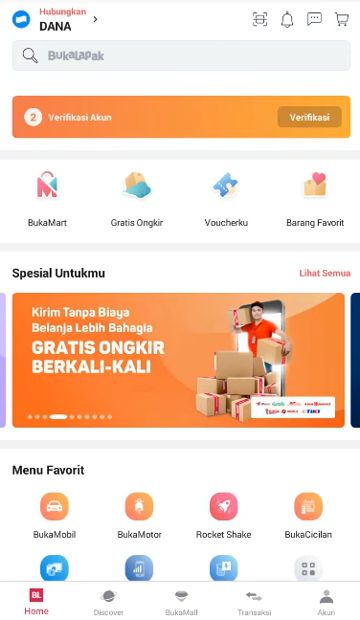 Hubungkan
DANA
Bukalapak
2 Verifikasi Akun Verifikasi
BukaMart Gratis Ongkir Voucherku Barang Favorit
Spesial Untukmu Lihat Semua
Kirim Tanpa Biaya
Belanja Lebih Bahagia
GRATIS ONGKIR
BERKALI-KALI
Menu Favorit
BukaMobil BukaMotor Rocket Shake BukaCicilan
BL
Home Discover BukaMall Transaksi Akun